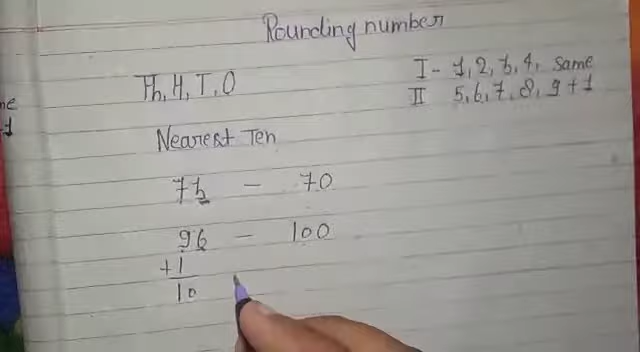 Rounding number
I - 1, 2, 3, 4, same
Th, H, T, O
II 5, 6, 7, 8, 9 + 1
Nearest Ten
73 - 70
96 - 100
+1
10